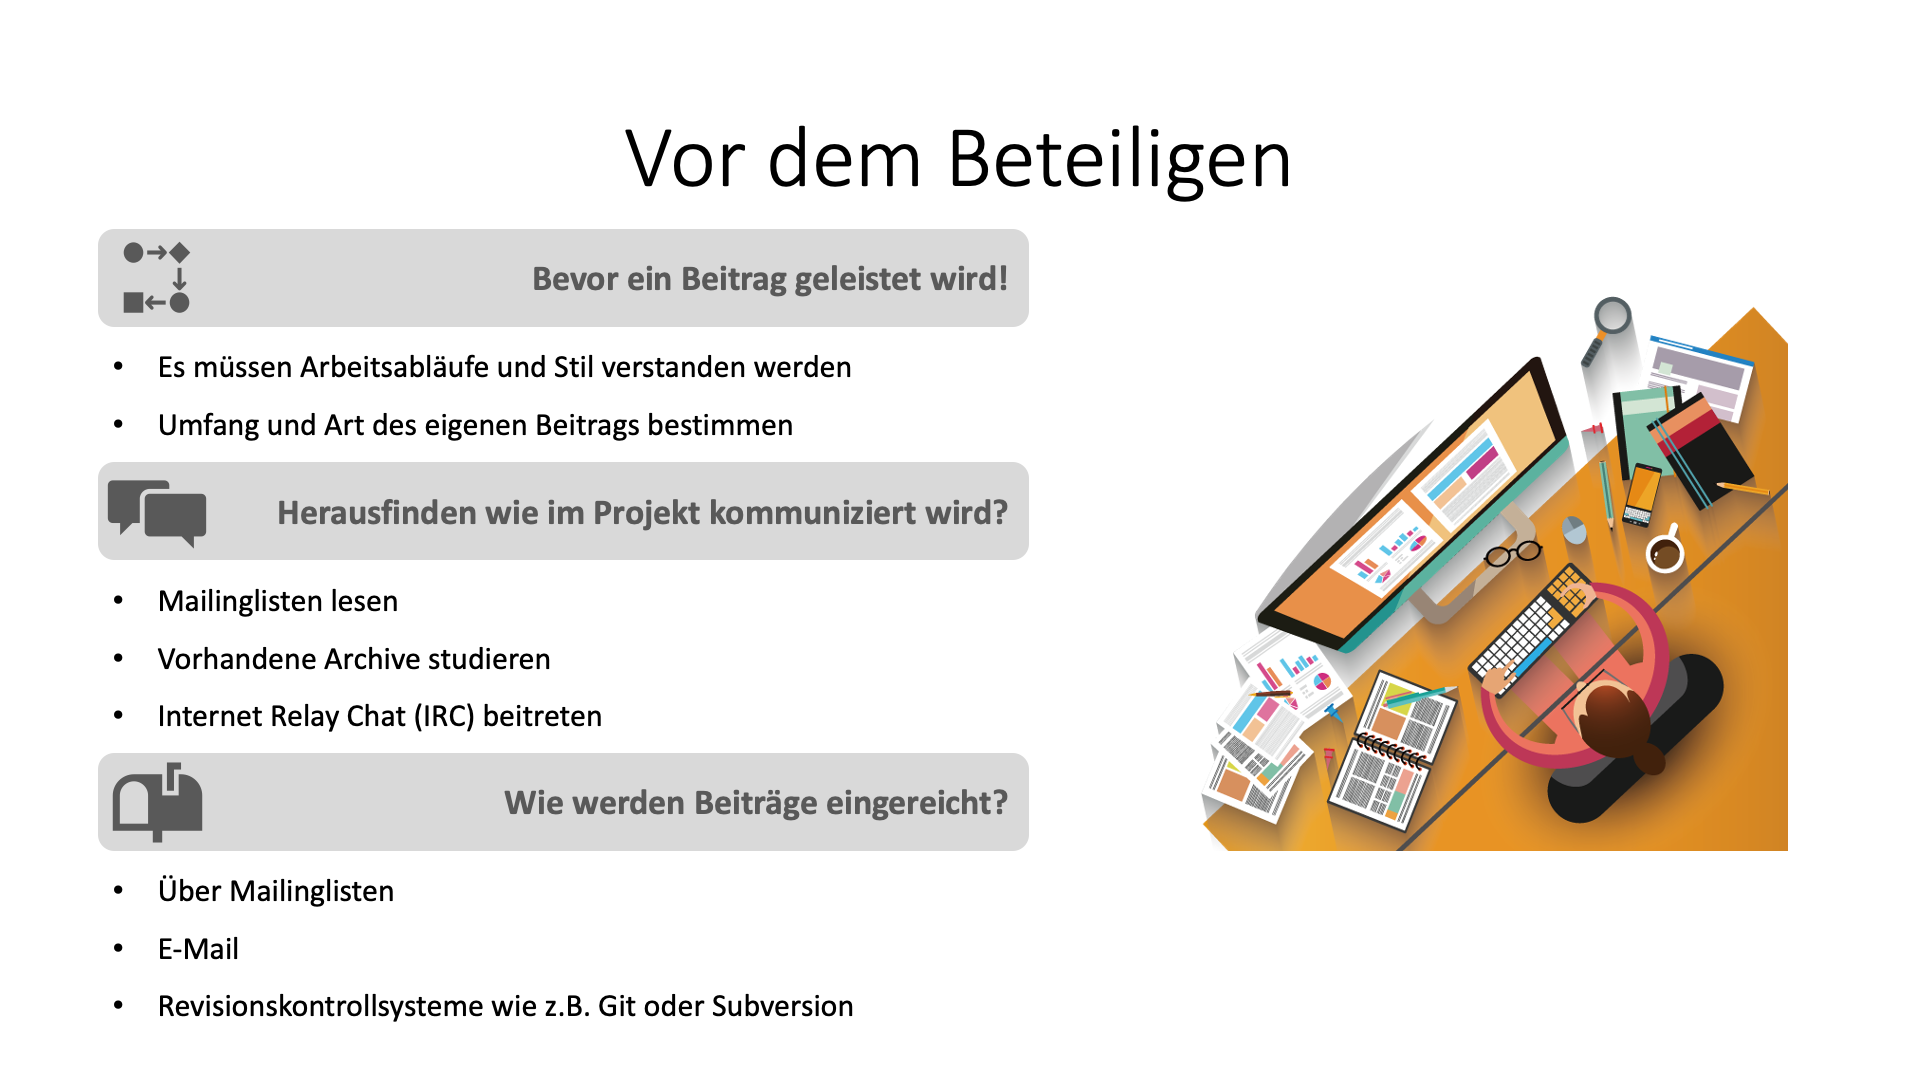 Vor dem Beteiligen
Bevor ein Beitrag geleistet wird!
• Es müssen Arbeitsabläufe und Stil verstanden werden
• Umfang und Art des eigenen Beitrags bestimmen
Herausfinden wie im Projekt kommuniziert wird?
• Mailinglisten lesen
• Vorhandene Archive studieren
• Internet Relay Chat (IRC) beitreten
Wie werden Beiträge eingereicht?
• Über Mailinglisten
• E-Mail
• Revisionskontrollsysteme wie z.B. Git oder Subversion